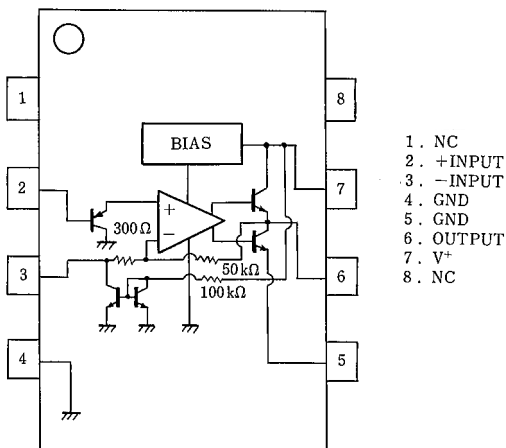 1
8
BIAS
1. NC
2. +INPUT
3. −INPUT
4. GND
5. GND
6. OUTPUT
7. V⁺
8. NC
2
7
+
300Ω
−
3
50kΩ
6
100kΩ
4
5